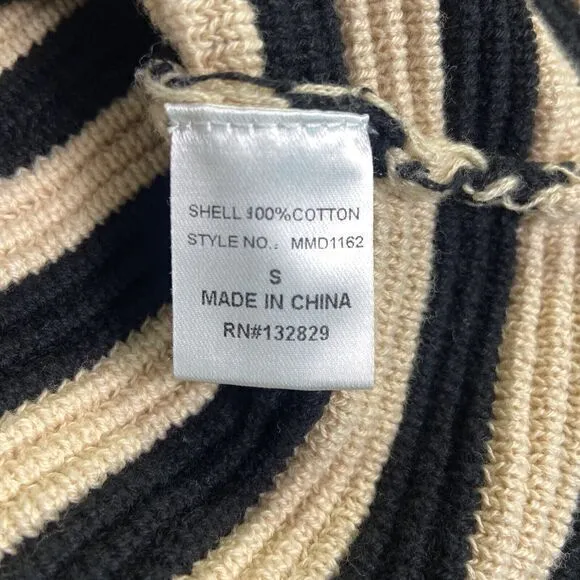 SHELL 100%COTTON
STYLE NO.: MMD1162
S
MADE IN CHINA
RN#132829